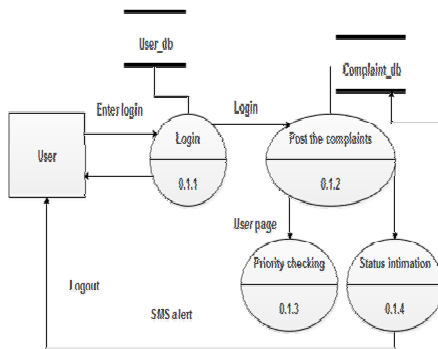 User_db
Complaint_db
Enter login
Login
User
Login
0.1.1
Post the complaints
0.1.2
User page
Priority checking
0.1.3
Status intimation
0.1.4
Logout
SMS alert